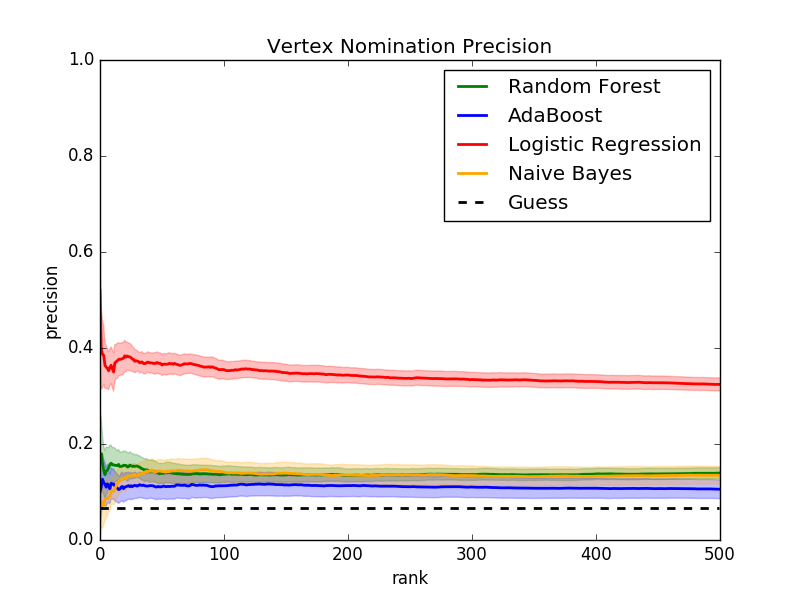 Vertex Nomination Precision
1.0
0.8
0.6
0.4
0.2
0.0
precision
Random Forest
AdaBoost
Logistic Regression
Naive Bayes
Guess
0 100 200 300 400 500
rank